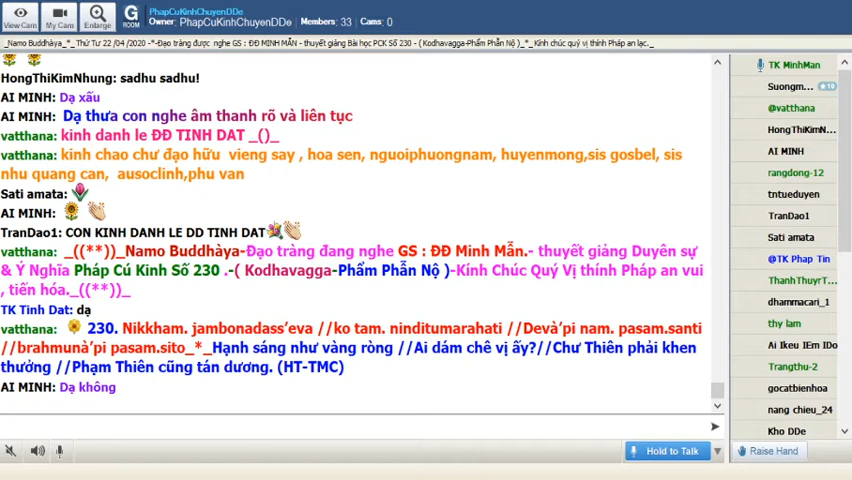 PhapCuKinhChuyenDDe
Owner: PhapCuKinhChuyenDDe Members: 33 Cams: 0
View Cam My Cam Enlarge G ROOM
_Namo Buddhàya_*_ Thứ Tư 22 /04 /2020 -*-Đạo tràng được nghe GS : ĐĐ MINH MẪN - thuyết giảng Bài học PCK Số 230 - ( Kodhavagga-Phẩm Phẫn Nộ )_*_Kính chúc quý vị thính Pháp an lạc._
HongThiKimNhung: sadhu sadhu!
AI MINH: Dạ xấu
AI MINH: Dạ thưa con nghe âm thanh rõ và liên tục
vatthana: kinh danh le ĐĐ TINH DAT _()_
vatthana: kinh chao chư đạo hữu vieng say , hoa sen, nguoiphuongnam, huyenmong,sis gosbel, sis
nhu quang can, ausoclinh,phu van
Sati amata:
AI MINH:
TranDao1: CON KINH DANH LE DD TINH DAT
vatthana: _((**))_Namo Buddhàya-Đạo tràng đang nghe GS : ĐĐ Minh Mẫn.- thuyết giảng Duyên sự
& Ý Nghĩa Pháp Cú Kinh Số 230 .-( Kodhavagga-Phẩm Phẫn Nộ )-Kính Chúc Quý Vị thính Pháp an vui
, tiến hóa._((**))_
TK Tinh Dat: dạ
vatthana: 230. Nikkham. jambonadass'eva //ko tam. ninditumarahati //Devà'pi nam. pasam.santi
//brahmunà'pi pasam.sito_*_Hạnh sáng như vàng ròng //Ai dám chê vị ấy?//Chư Thiên phải khen
thưởng //Phạm Thiên cũng tán dương. (HT-TMC)
AI MINH: Dạ không
TK MinhMan
Suongm... 10
@vatthana
HongThiKimN...
AI MINH
rangdong-12
tntueduyen
TranDao1
Sati amata
@TK Phap Tin
ThanhThuyrT...
dhammacari_1
thy lam
Ai Ikeu IEm IDo
Trangthu-2
gocatbienhoa
nang chieu_24
Kho DDe
Hold to Talk
Raise Hand